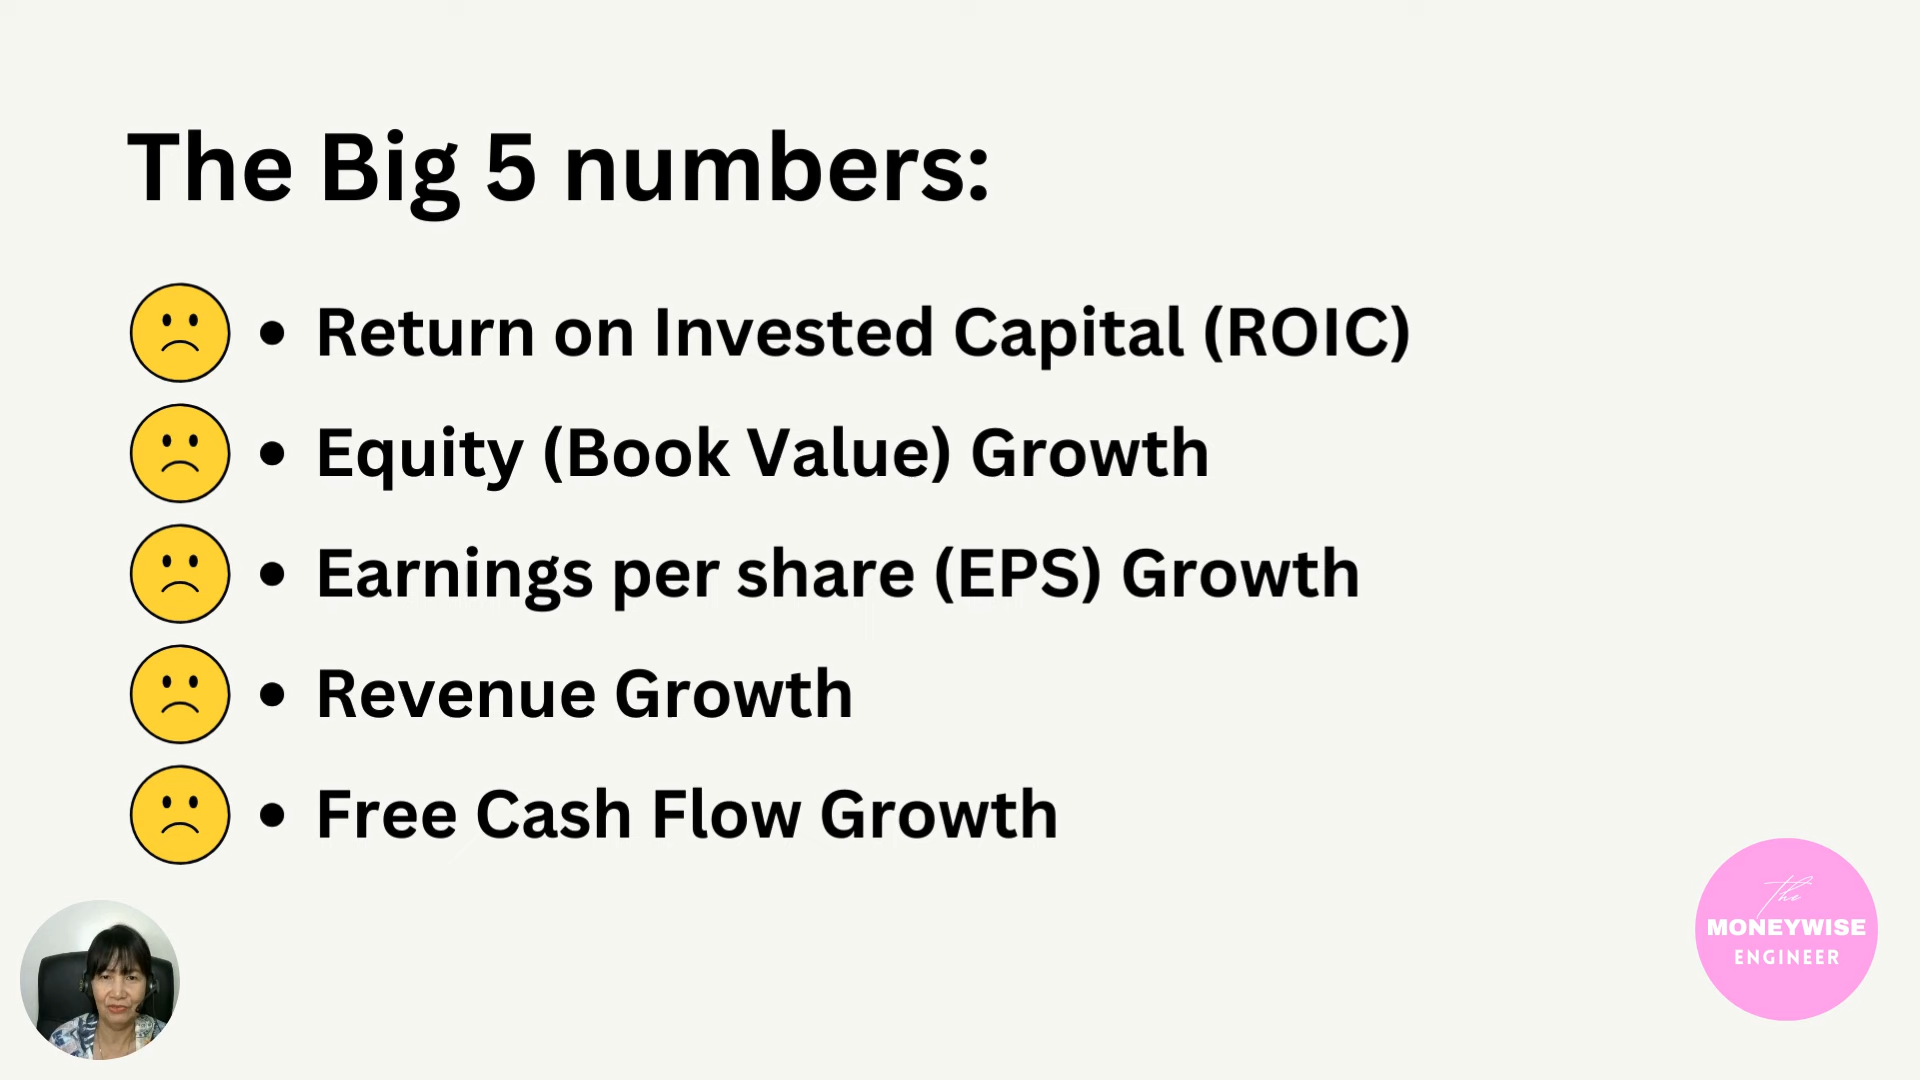 The Big 5 numbers:
• Return on Invested Capital (ROIC)
• Equity (Book Value) Growth
• Earnings per share (EPS) Growth
• Revenue Growth
• Free Cash Flow Growth
the
MONEYWISE
ENGINEER